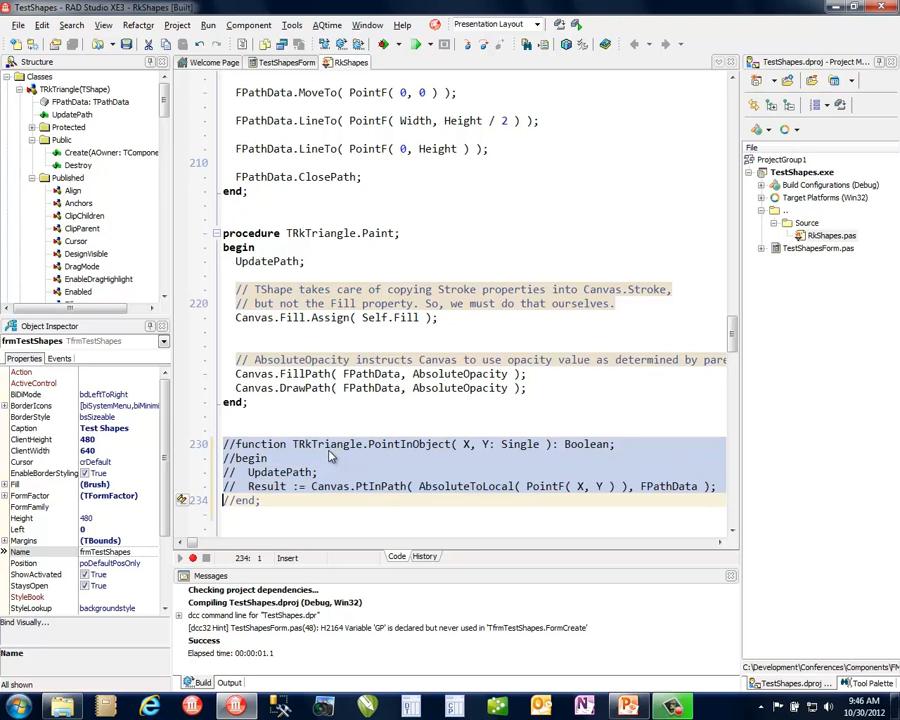 TestShapes - RAD Studio XE3 - RkShapes [Built]
File Edit Search View Refactor Project Run Component Tools AQtime Window Help Presentation Layout
Structure
Classes
TRkTriangle(TShape)
FPathData: TPathData
UpdatePath
Protected
Public
Create(AOwner: TCompone
Destroy
Published
Align
Anchors
ClipChildren
ClipParent
Cursor
DesignVisible
DragMode
EnableDragHighlight
Enabled
Fill
Object Inspector
frmTestShapes TfrmTestShapes
Properties Events
Action
ActiveControl
BiDiMode bdLeftToRight
BorderIcons [biSystemMenu,biMinimi
BorderStyle bsSizeable
Caption Test Shapes
ClientHeight 480
ClientWidth 640
Cursor crDefault
EnableBorderStyling True
Fill (TBrush)
FormFactor (TFormFactor)
FormFamily
Height 480
Left 0
Margins (TBounds)
Name frmTestShapes
Position poDefaultPosOnly
ShowActivated True
StaysOpen True
StyleBook
StyleLookup backgroundstyle
Bind Visually...
Name
All shown
Welcome Page TestShapesForm RkShapes
FPathData.MoveTo( PointF( 0, 0 ) );
FPathData.LineTo( PointF( Width, Height / 2 ) );
FPathData.LineTo( PointF( 0, Height ) );
210
FPathData.ClosePath;
end;
procedure TRkTriangle.Paint;
begin
UpdatePath;
// TShape takes care of copying Stroke properties into Canvas.Stroke,
220 // but not the Fill property. So, we must do that ourselves.
Canvas.Fill.Assign( Self.Fill );
// AbsoluteOpacity instructs Canvas to use opacity value as determined by pare
Canvas.FillPath( FPathData, AbsoluteOpacity );
Canvas.DrawPath( FPathData, AbsoluteOpacity );
end;
230 //function TRkTriangle.PointInObject( X, Y: Single ): Boolean;
//begin
// UpdatePath;
// Result := Canvas.PtInPath( AbsoluteToLocal( PointF( X, Y ) ), FPathData );
234 //end;
234: 1 Insert Code History
Messages
Checking project dependencies...
Compiling TestShapes.dproj (Debug, Win32)
dcc command line for "TestShapes.dpr"
[dcc32 Hint] TestShapesForm.pas(48): H2164 Variable 'GP' is declared but never used in 'TfrmTestShapes.FormCreate'
Success
Elapsed time: 00:00:01.1
Build Output
TestShapes.dproj - Project M...
File
ProjectGroup1
TestShapes.exe
Build Configurations (Debug)
Target Platforms (Win32)
..
Source
RkShapes.pas
TestShapesForm.pas
C:\Development\Conferences\Components\FM
TestShapes.dproj ... Tool Palette
9:46 AM
10/30/2012